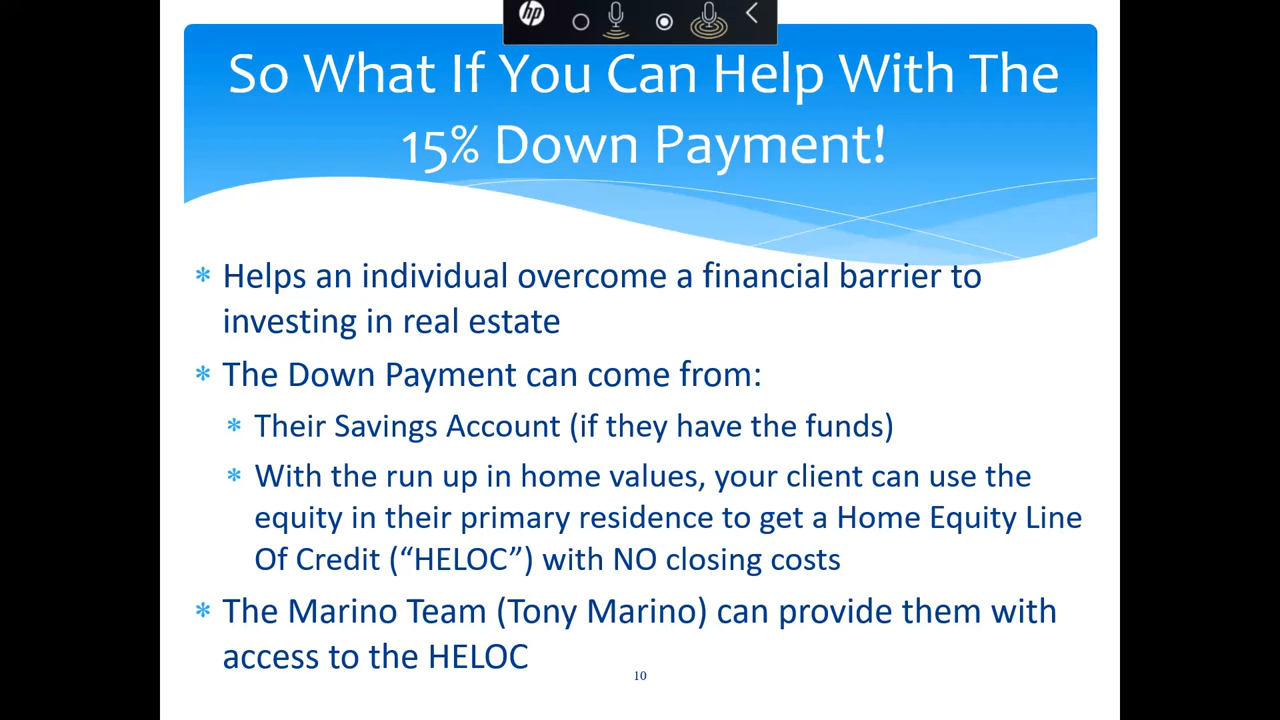 hp
So What If You Can Help With The
15% Down Payment!
* Helps an individual overcome a financial barrier to
investing in real estate
* The Down Payment can come from:
* Their Savings Account (if they have the funds)
* With the run up in home values, your client can use the
equity in their primary residence to get a Home Equity Line
Of Credit (“HELOC”) with NO closing costs
* The Marino Team (Tony Marino) can provide them with
access to the HELOC
10